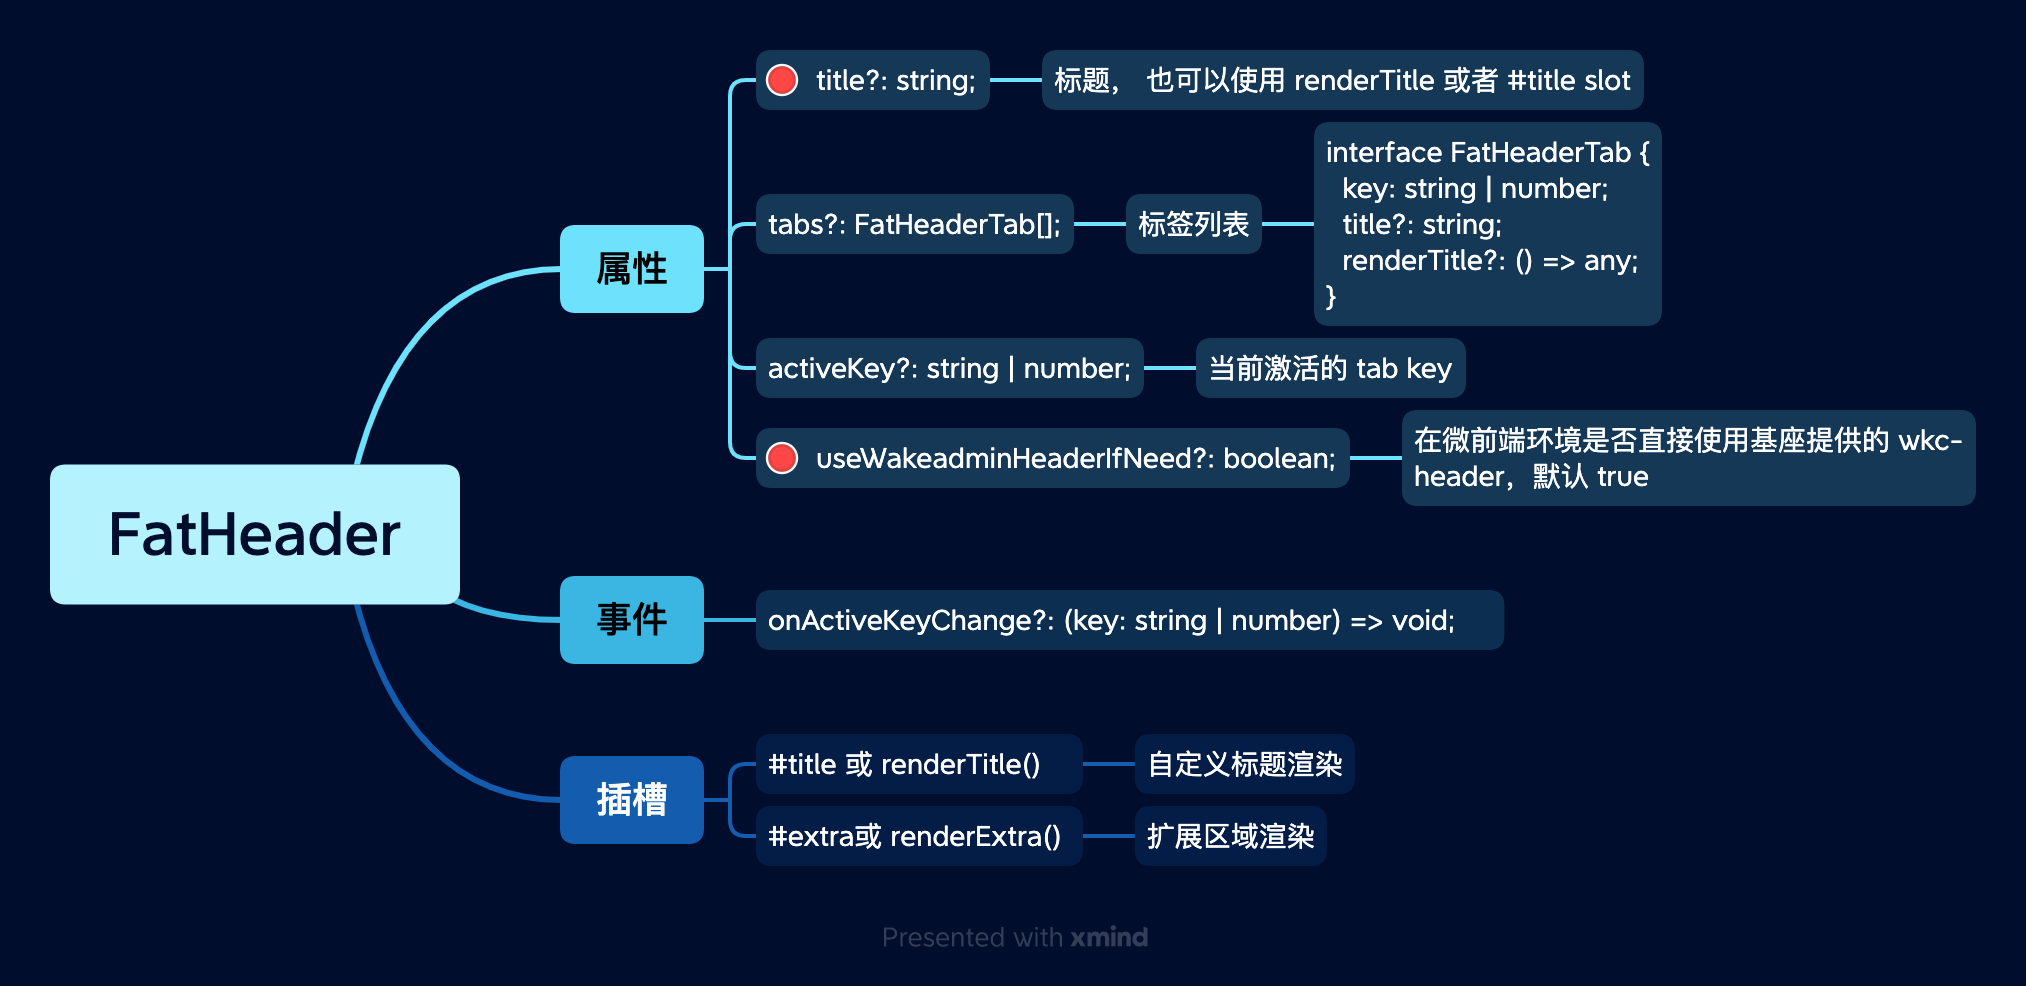 FatHeader
属性
title?: string;
标题， 也可以使用 renderTitle 或者 #title slot
tabs?: FatHeaderTab[];
标签列表
interface FatHeaderTab {
  key: string | number;
  title?: string;
  renderTitle?: () => any;
}
activeKey?: string | number;
当前激活的 tab key
useWakeadminHeaderIfNeed?: boolean;
在微前端环境是否直接使用基座提供的 wkc-
header，默认 true
事件
onActiveKeyChange?: (key: string | number) => void;
插槽
#title 或 renderTitle()
自定义标题渲染
#extra或 renderExtra()
扩展区域渲染
Presented with xmind